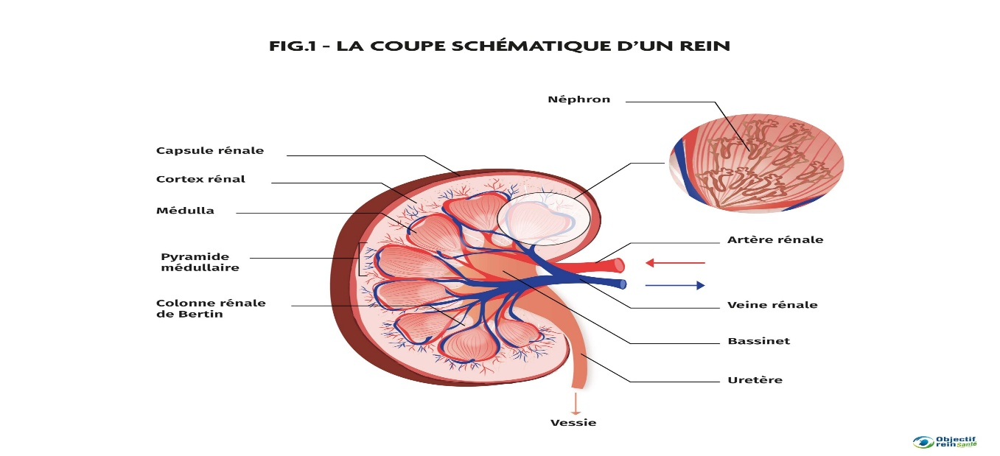 FIG.1 - LA COUPE SCHÉMATIQUE D'UN REIN
Néphron
Capsule rénale
Cortex rénal
Médulla
Pyramide
médullaire
Colonne rénale
de Bertin
Artère rénale
Veine rénale
Bassinet
Uretère
Vessie
Objectif
rein Santé